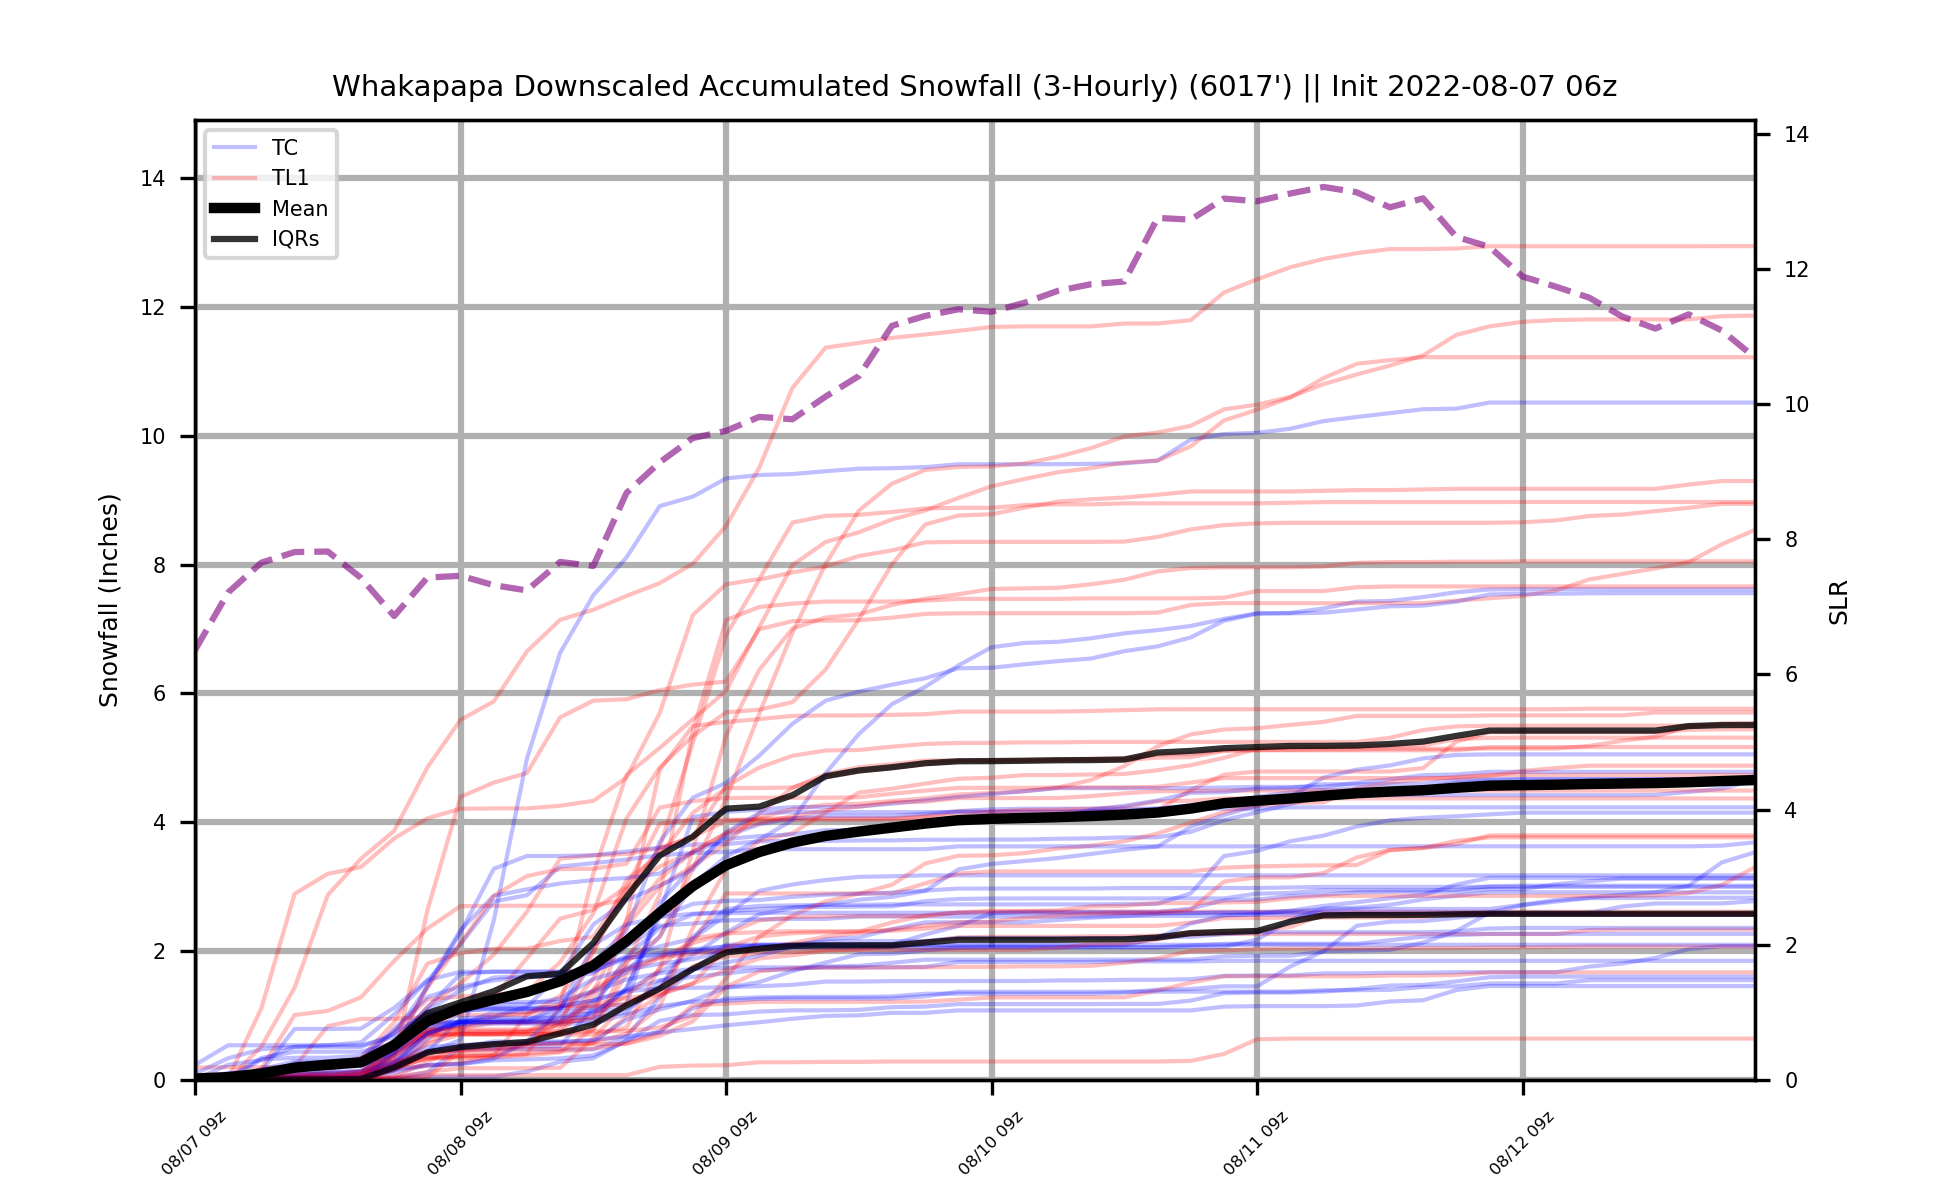 Whakapapa Downscaled Accumulated Snowfall (3-Hourly) (6017') || Init 2022-08-07 06z
TC
TL1
Mean
IQRs
Snowfall (Inches)
14
12
10
8
6
4
2
0
14
12
10
8
6
4
2
0
SLR
08/07 09z
08/08 09z
08/09 09z
08/10 09z
08/11 09z
08/12 09z